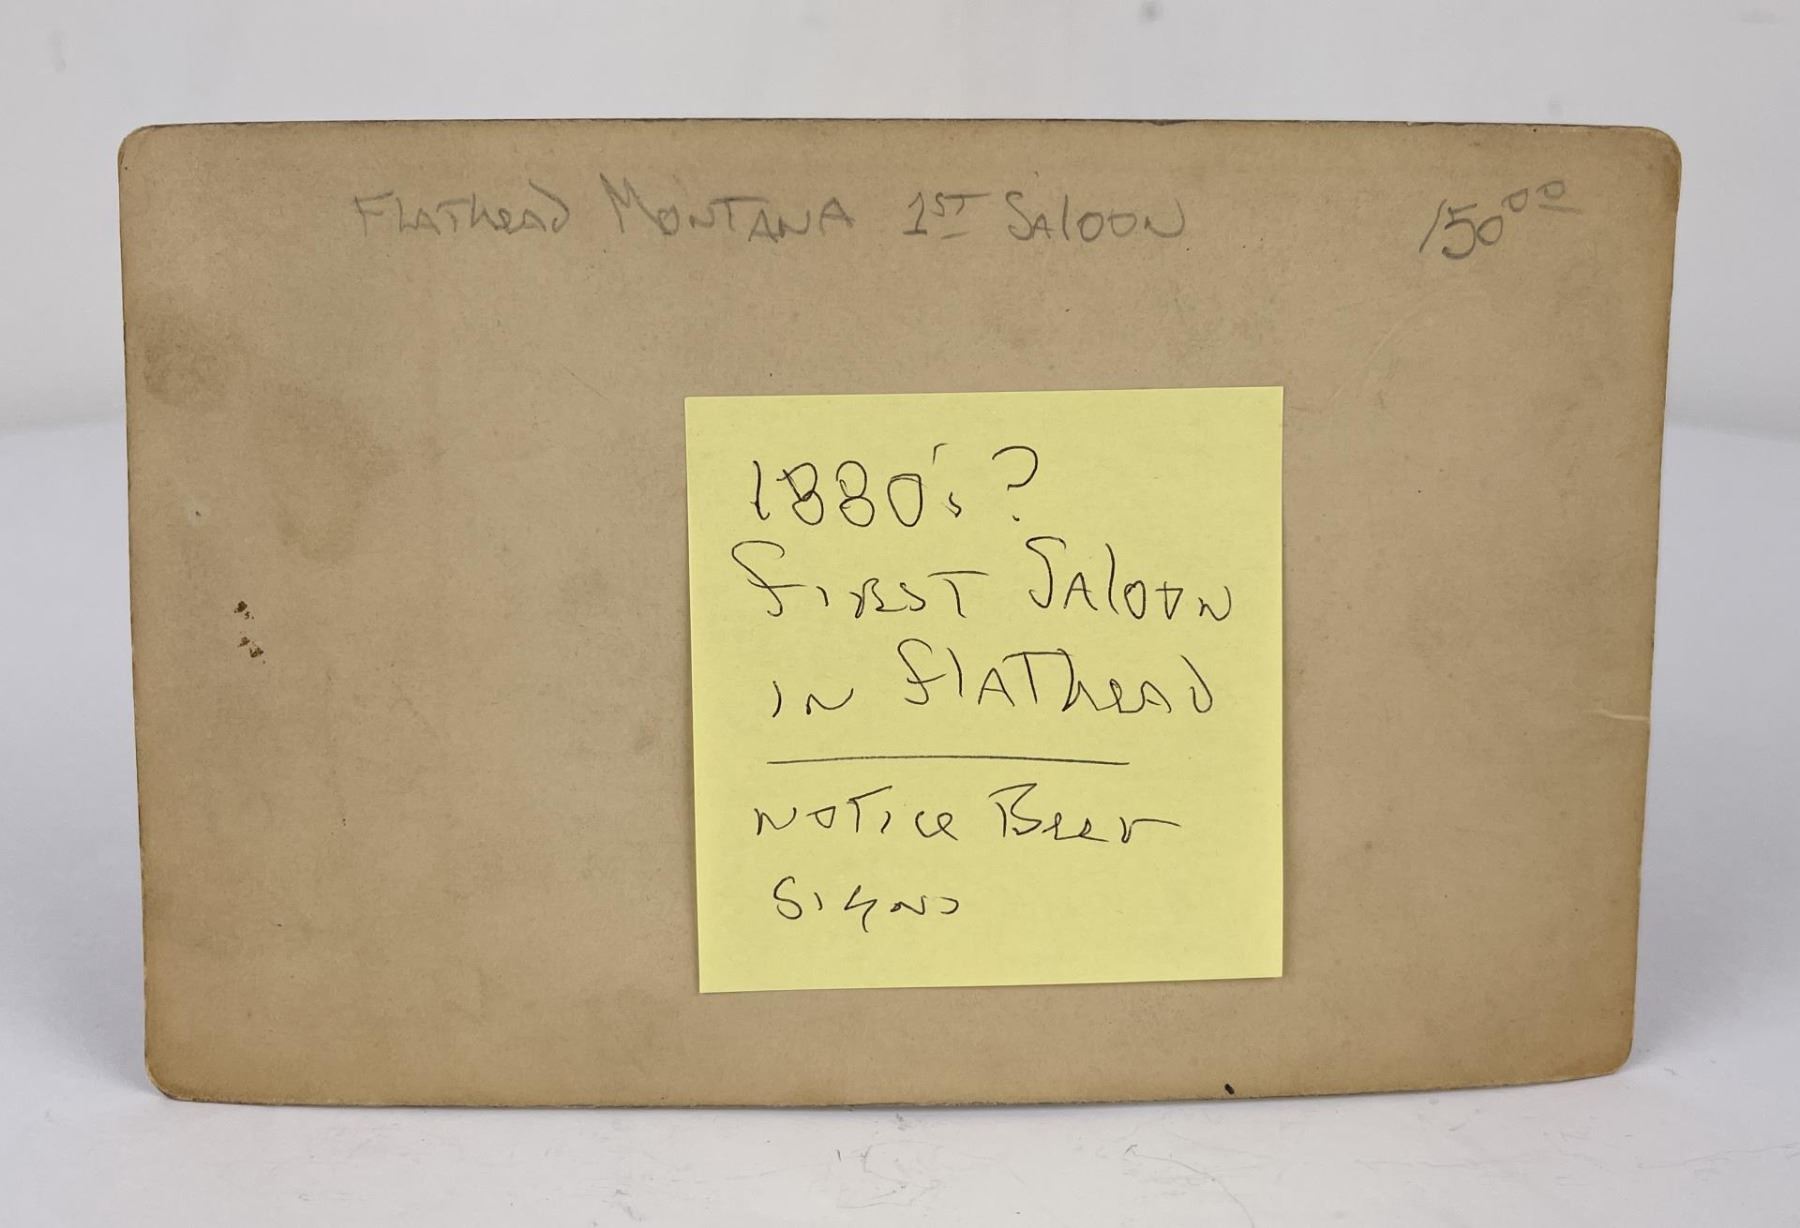 Flathead Montana 1st Saloon 150.00
1880's?
First Saloon
in Flathead
Notice Beer
Signs